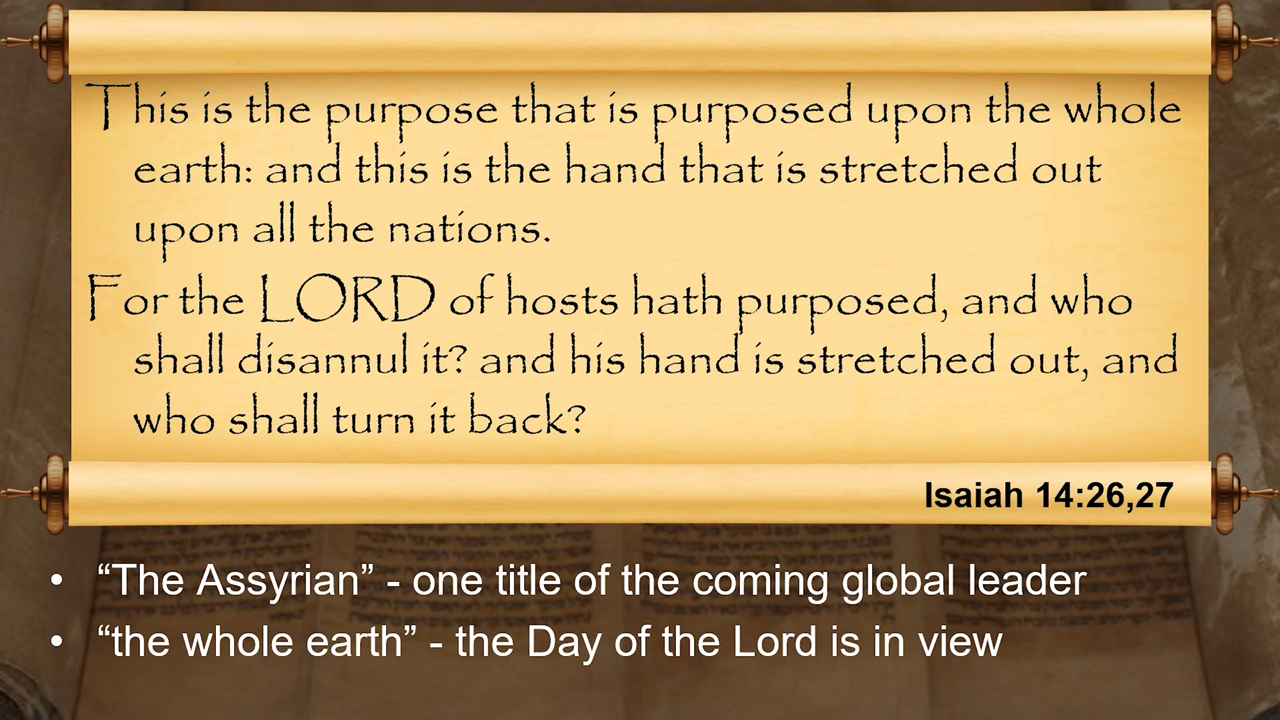 This is the purpose that is purposed upon the whole
earth: and this is the hand that is stretched out
upon all the nations.
For the LORD of hosts hath purposed, and who
shall disannul it? and his hand is stretched out, and
who shall turn it back?
Isaiah 14:26,27
• “The Assyrian” - one title of the coming global leader
• “the whole earth” - the Day of the Lord is in view